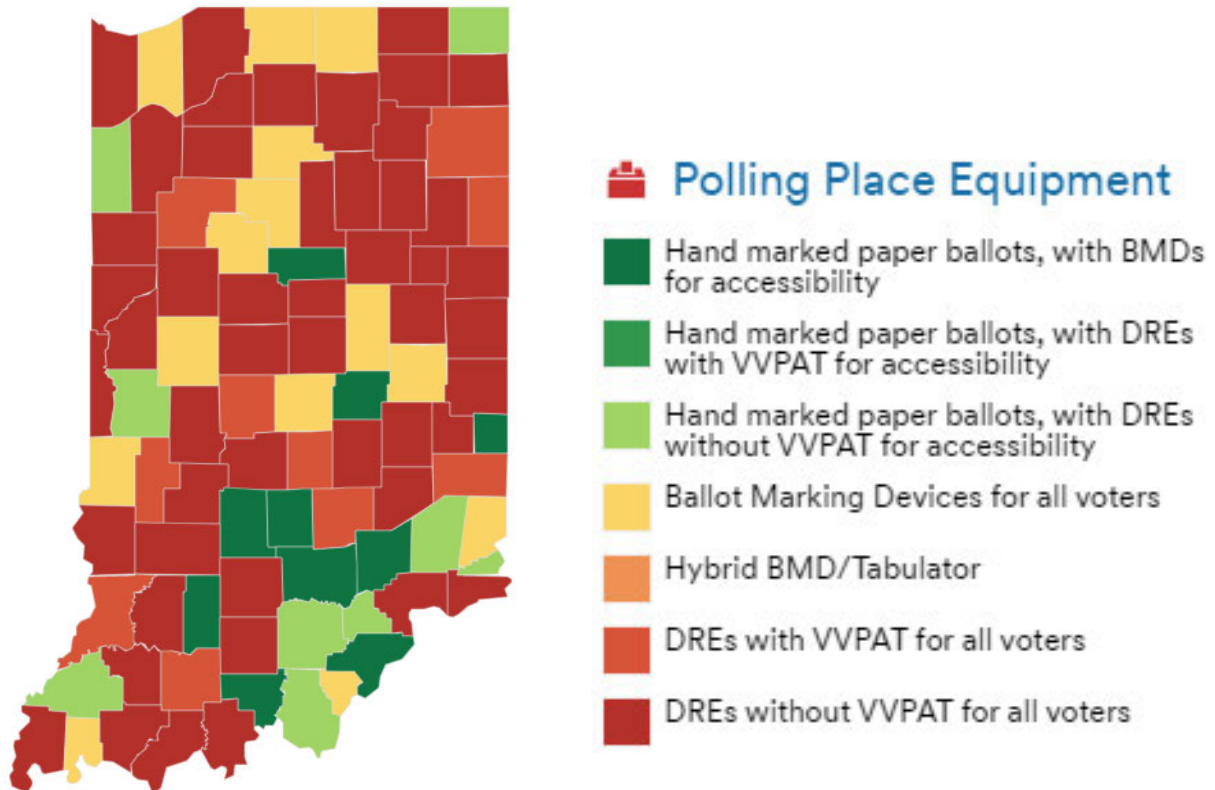 Polling Place Equipment
Hand marked paper ballots, with BMDs
for accessibility
Hand marked paper ballots, with DREs
with VVPAT for accessibility
Hand marked paper ballots, with DREs
without VVPAT for accessibility
Ballot Marking Devices for all voters
Hybrid BMD/Tabulator
DREs with VVPAT for all voters
DREs without VVPAT for all voters